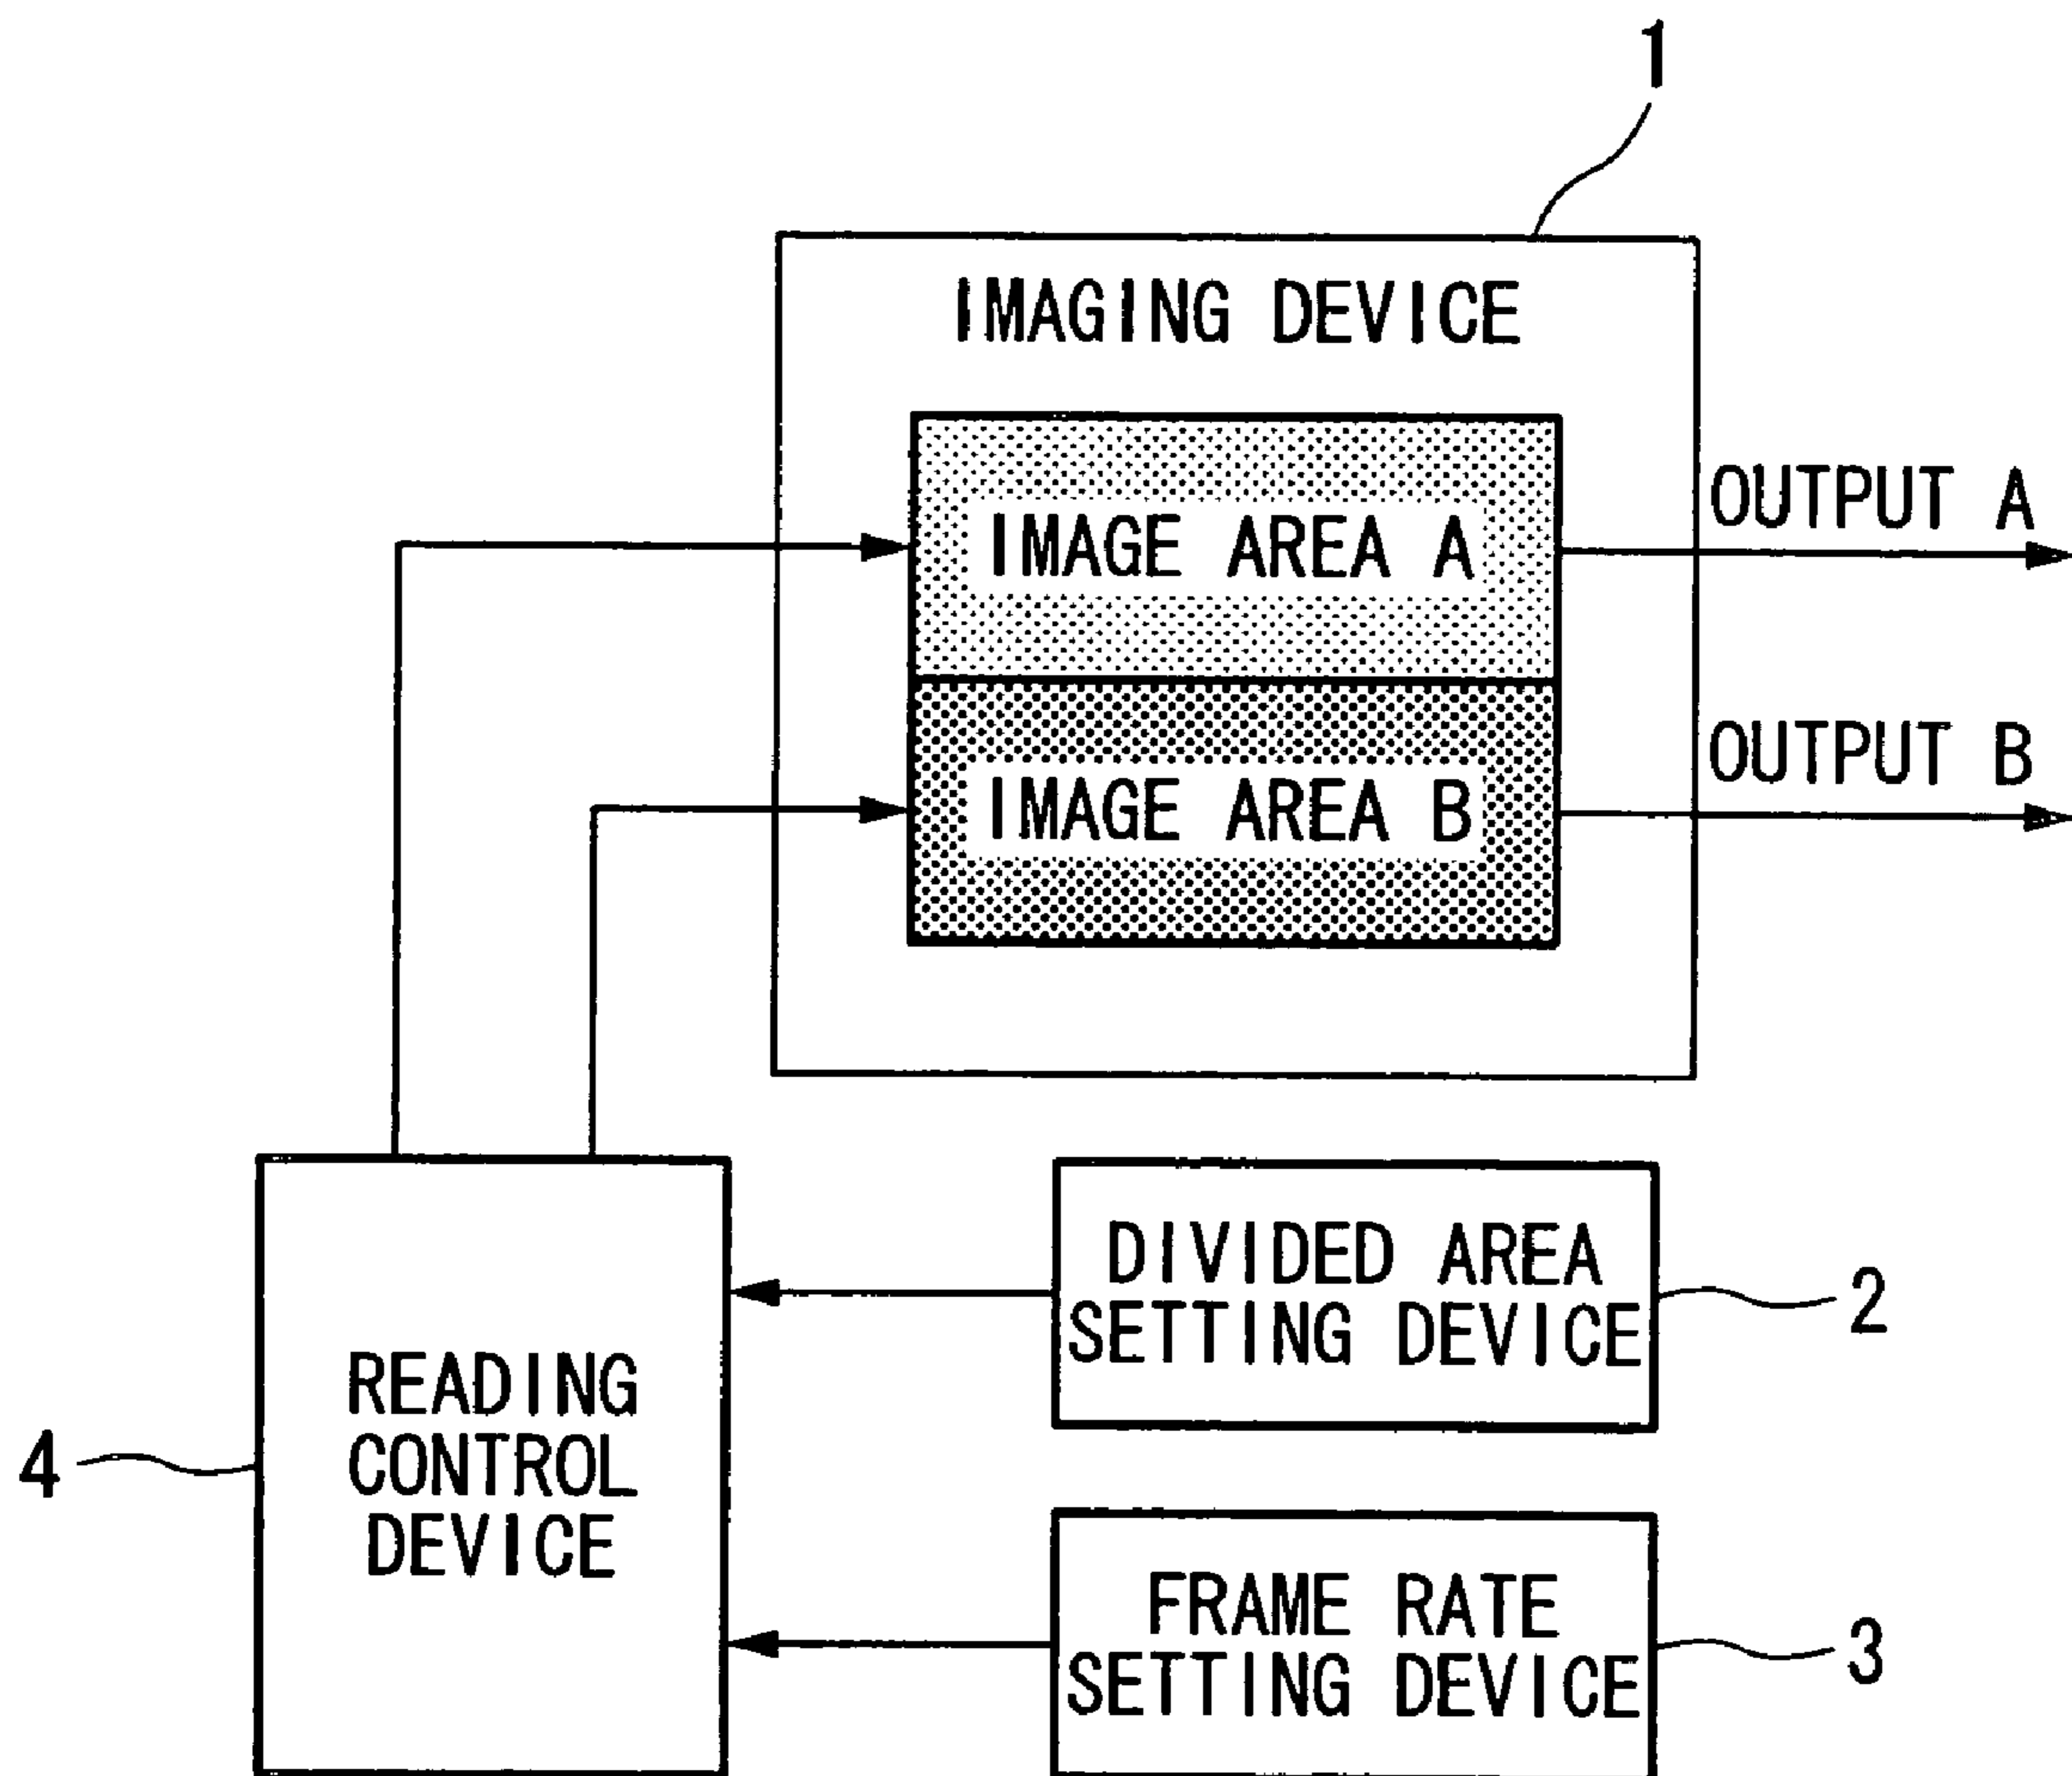 1
IMAGING DEVICE
IMAGE AREA A
OUTPUT A
IMAGE AREA B
OUTPUT B
DIVIDED AREA
SETTING DEVICE
2
READING
CONTROL
DEVICE
4
FRAME RATE
SETTING DEVICE
3